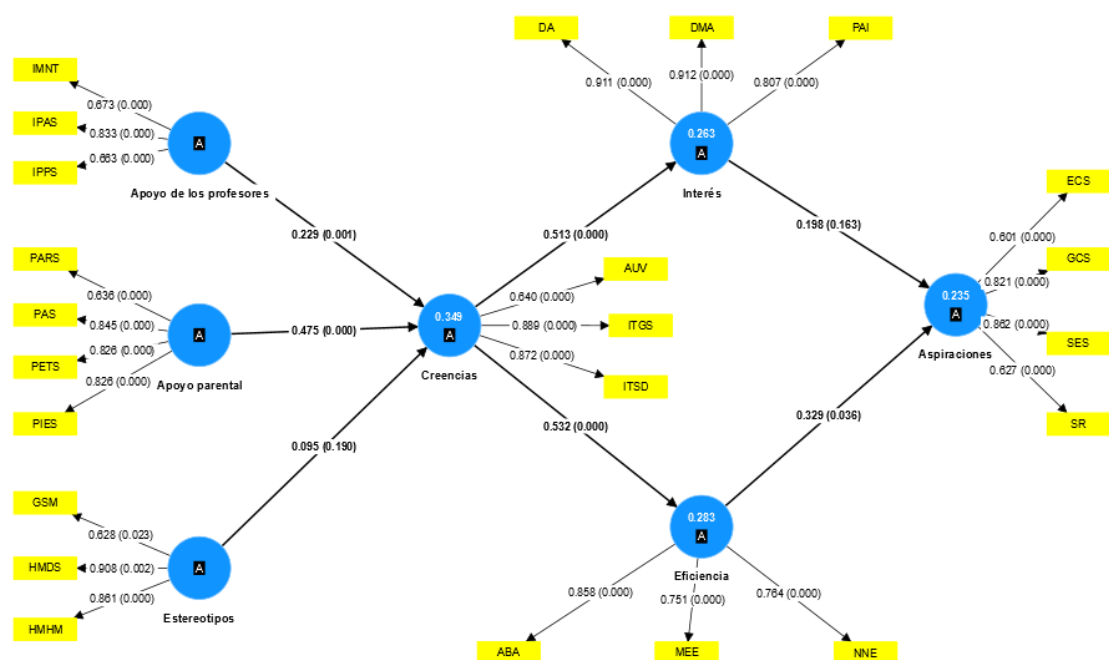 DA
DMA
PAI
IMNT
0.911 (0.000)
0.912 (0.000)
0.807 (0.000)
0.673 (0.000)
IPAS
0.833 (0.000)
A
0.263
A
IPPS
0.663 (0.000)
Apoyo de los profesores
Interés
ECS
0.229 (0.001)
0.513 (0.000)
0.198 (0.163)
0.601 (0.000)
PARS
GCS
0.636 (0.000)
AUV
0.821 (0.000)
0.640 (0.000)
0.235
A
PAS
0.845 (0.000)
A
0.475 (0.000)
0.349
A
0.889 (0.000)
ITGS
0.862 (0.000)
SES
PETS
0.826 (0.000)
Aspiraciones
0.826 (0.000)
Apoyo parental
Creencias
0.872 (0.000)
0.627 (0.000)
ITSD
PIES
SR
0.532 (0.000)
0.329 (0.036)
0.095 (0.190)
GSM
0.628 (0.023)
0.283
A
HMDS
0.908 (0.002)
A
Eficiencia
0.861 (0.000)
0.858 (0.000)
0.751 (0.000)
0.764 (0.000)
Estereotipos
HMHM
ABA
MEE
NNE